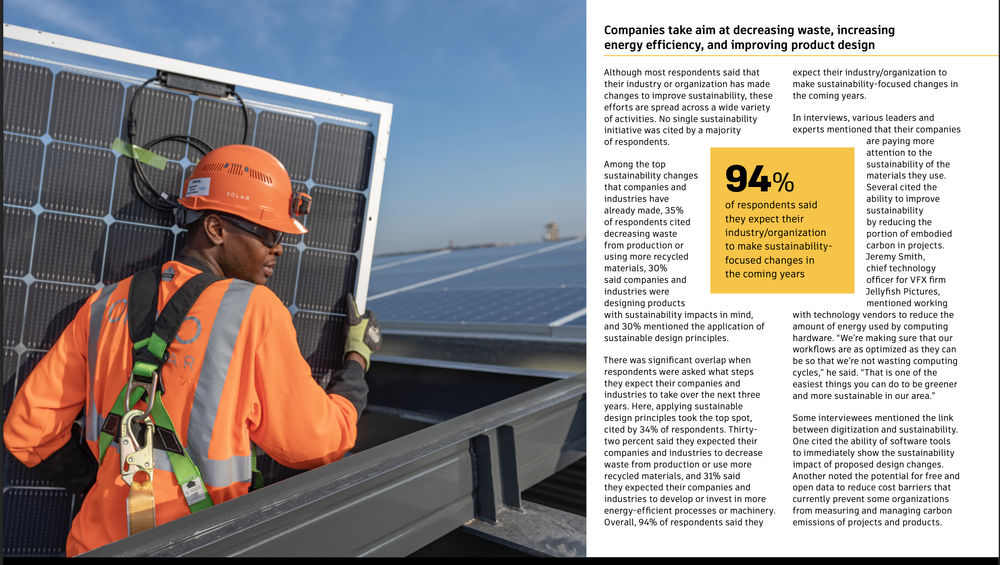 SOLAR
1421
AR
FALL INDICATOR
Companies take aim at decreasing waste, increasing
energy efficiency, and improving product design
Although most respondents said that
their industry or organization has made
changes to improve sustainability, these
efforts are spread across a wide variety
of activities. No single sustainability
initiative was cited by a majority
of respondents.
Among the top
sustainability changes
that companies and
industries have
already made, 35%
of respondents cited
decreasing waste
from production or
using more recycled
materials, 30%
said companies and
industries were
designing products
with sustainability impacts in mind,
and 30% mentioned the application of
sustainable design principles.
There was significant overlap when
respondents were asked what steps
they expect their companies and
industries to take over the next three
years. Here, applying sustainable
design principles took the top spot,
cited by 34% of respondents. Thirty-
two percent said they expected their
companies and industries to decrease
waste from production or use more
recycled materials, and 31% said
they expected their companies and
industries to develop or invest in more
energy-efficient processes or machinery.
Overall, 94% of respondents said they
94%
of respondents said
they expect their
industry/organization
to make sustainability-
focused changes in
the coming years
expect their industry/organization to
make sustainability-focused changes in
the coming years.
In interviews, various leaders and
experts mentioned that their companies
are paying more
attention to the
sustainability of the
materials they use.
Several cited the
ability to improve
sustainability
by reducing the
portion of embodied
carbon in projects.
Jeremy Smith,
chief technology
officer for VFX firm
Jellyfish Pictures,
mentioned working
with technology vendors to reduce the
amount of energy used by computing
hardware. “We’re making sure that our
workflows are as optimized as they can
be so that we’re not wasting computing
cycles,” he said. “That is one of the
easiest things you can do to be greener
and more sustainable in our area.”
Some interviewees mentioned the link
between digitization and sustainability.
One cited the ability of software tools
to immediately show the sustainability
impact of proposed design changes.
Another noted the potential for free and
open data to reduce cost barriers that
currently prevent some organizations
from measuring and managing carbon
emissions of projects and products.